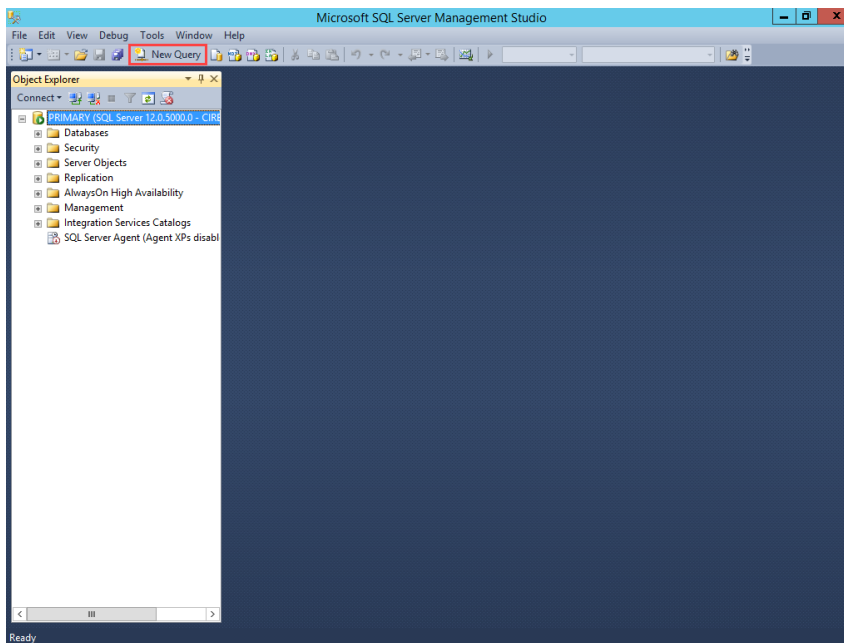 Microsoft SQL Server Management Studio
File Edit View Debug Tools Window Help
New Query
Object Explorer
Connect
PRIMARY (SQL Server 12.0.5000.0 - CIRE
Databases
Security
Server Objects
Replication
AlwaysOn High Availability
Management
Integration Services Catalogs
SQL Server Agent (Agent XPs disabl
Ready